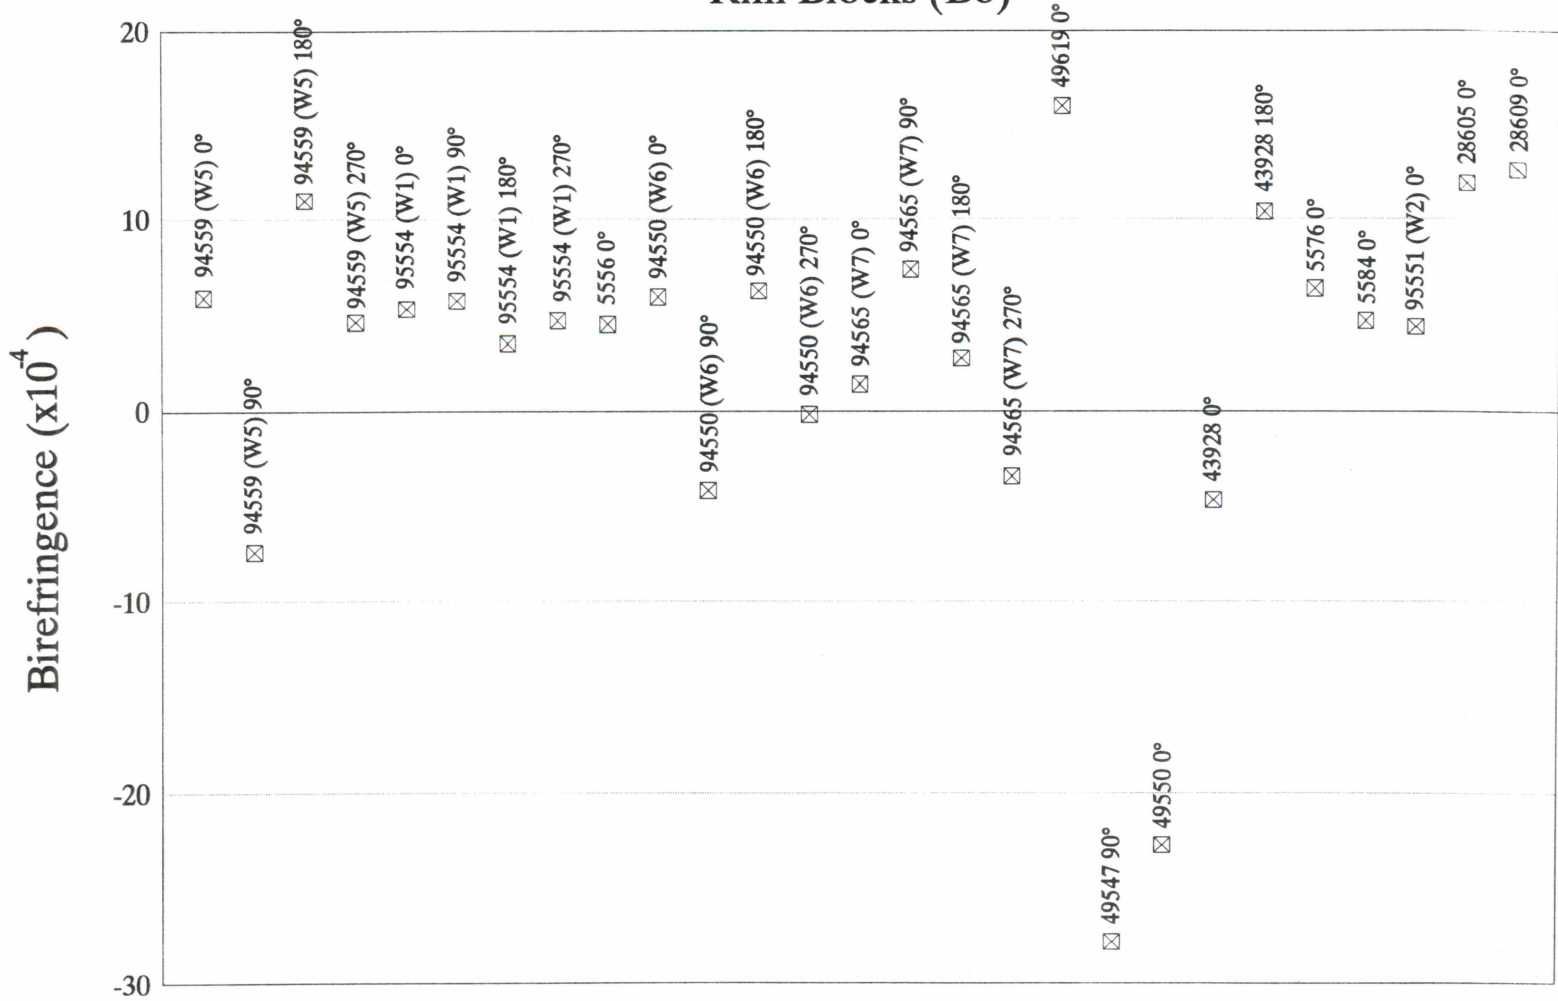 Rim Blocks (B8)
Birefringence (x10-4)
20
10
0
-10
-20
-30
94559 (W5) 0°
94559 (W5) 90°
94559 (W5) 180°
94559 (W5) 270°
95554 (W1) 0°
95554 (W1) 90°
95554 (W1) 180°
95554 (W1) 270°
5556 0°
94550 (W6) 0°
94550 (W6) 90°
94550 (W6) 180°
94550 (W6) 270°
94565 (W7) 0°
94565 (W7) 90°
94565 (W7) 180°
94565 (W7) 270°
49619 0°
49547 90°
49550 0°
43928 0°
43928 180°
5576 0°
5584 0°
95551 (W2) 0°
28605 0°
28609 0°